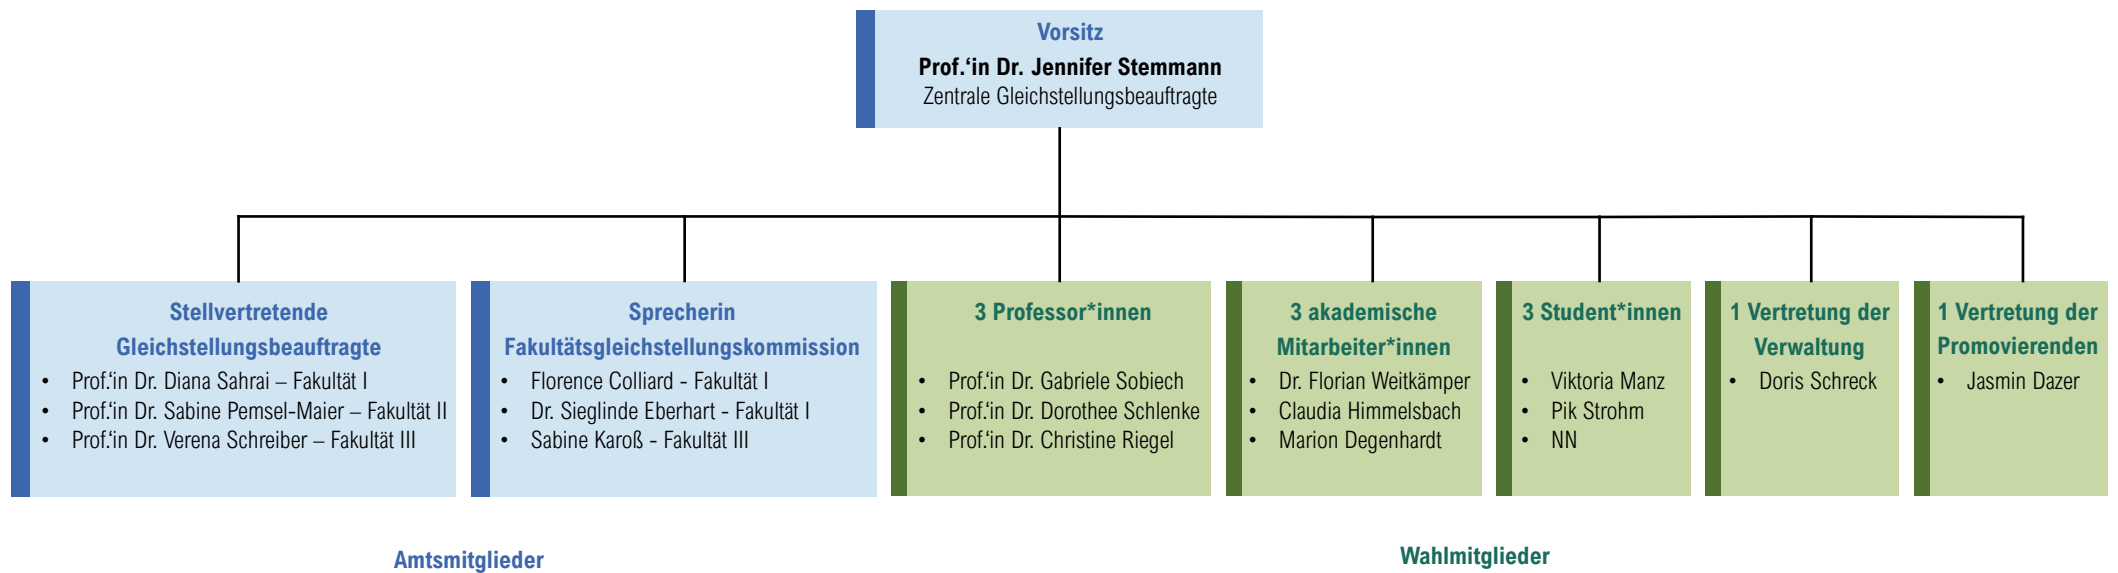 Vorsitz
Prof.‘in Dr. Jennifer Stemmann
Zentrale Gleichstellungsbeauftragte
Stellvertretende
Gleichstellungsbeauftragte
• Prof.‘in Dr. Diana Sahrai – Fakultät I
• Prof.‘in Dr. Sabine Pemsel-Maier – Fakultät II
• Prof.‘in Dr. Verena Schreiber – Fakultät III
Sprecherin
Fakultätsgleichstellungskommission
• Florence Colliard - Fakultät I
• Dr. Sieglinde Eberhart - Fakultät I
• Sabine Karoß - Fakultät III
3 Professor*innen
• Prof.‘in Dr. Gabriele Sobiech
• Prof.‘in Dr. Dorothee Schlenke
• Prof.‘in Dr. Christine Riegel
3 akademische
Mitarbeiter*innen
• Dr. Florian Weitkämper
• Claudia Himmelsbach
• Marion Degenhardt
3 Student*innen
• Viktoria Manz
• Pik Strohm
• NN
1 Vertretung der
Verwaltung
• Doris Schreck
1 Vertretung der
Promovierenden
• Jasmin Dazer
Amtsmitglieder
Wahlmitglieder